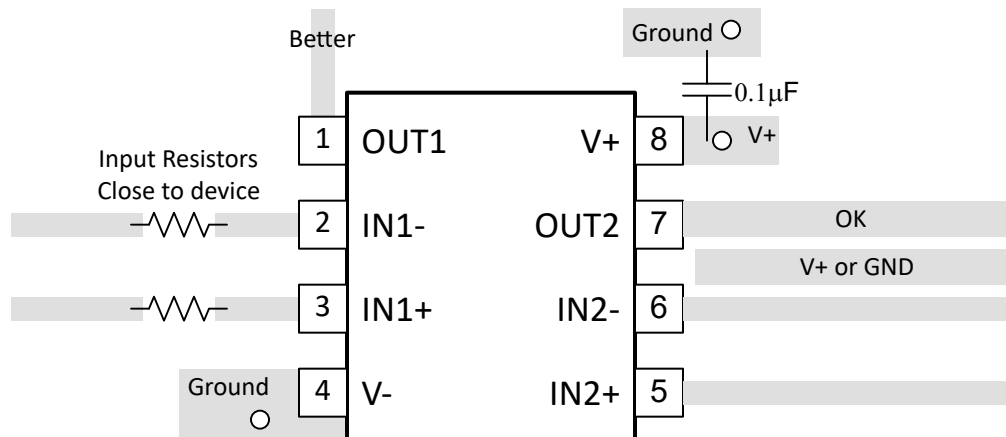 Better
Ground
0.1µF
1 OUT1 V+ 8 V+
Input Resistors
Close to device
2 IN1- OUT2 7 OK
V+ or GND
3 IN1+ IN2- 6
Ground 4 V- IN2+ 5